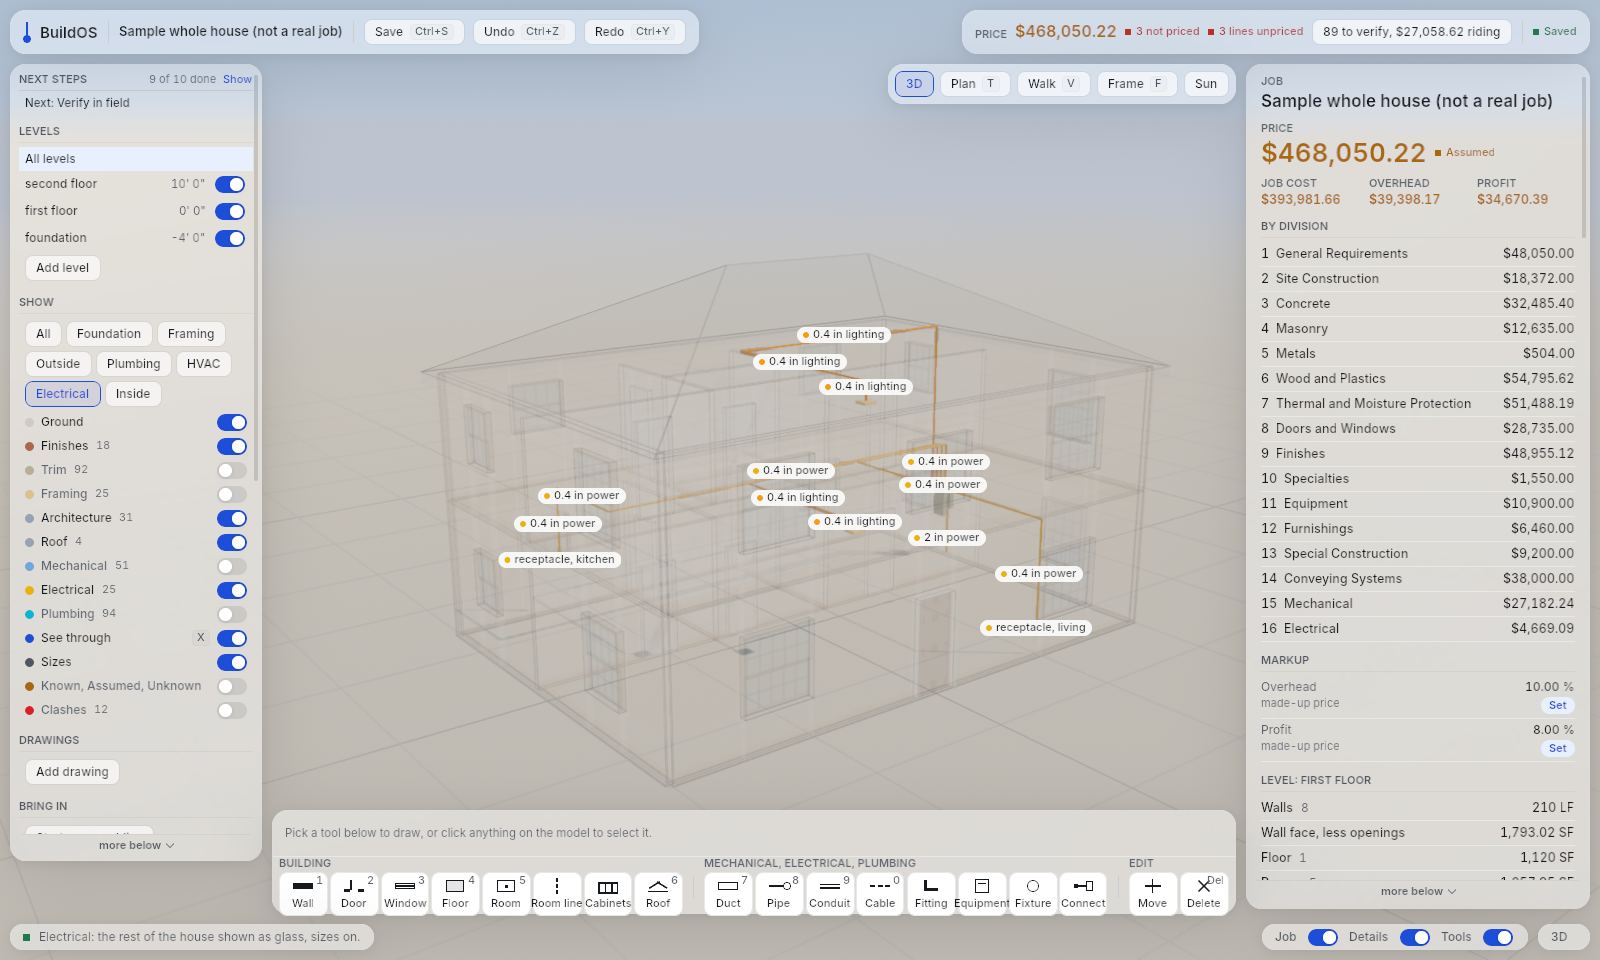 BuildOS
Sample whole house (not a real job)
Save Ctrl+S
Undo Ctrl+Z
Redo Ctrl+Y
PRICE $468,050.22
3 not priced
3 lines unpriced
89 to verify, $27,058.62 riding
Saved
NEXT STEPS 9 of 10 done Show
Next: Verify in field
LEVELS
All levels
second floor 10' 0"
first floor 0' 0"
foundation -4' 0"
Add level
SHOW
All Foundation Framing
Outside Plumbing HVAC
Electrical Inside
Ground
Finishes 18
Trim 92
Framing 25
Architecture 31
Roof 4
Mechanical 51
Electrical 25
Plumbing 94
See through X
Sizes
Known, Assumed, Unknown
Clashes 12
DRAWINGS
Add drawing
BRING IN
more below
Electrical: the rest of the house shown as glass, sizes on.
3D Plan T Walk V Frame F Sun
0.4 in lighting
0.4 in lighting
0.4 in lighting
0.4 in power
0.4 in power
0.4 in power
0.4 in power
0.4 in lighting
0.4 in power
0.4 in lighting
2 in power
receptacle, kitchen
0.4 in power
receptacle, living
Pick a tool below to draw, or click anything on the model to select it.
BUILDING
Wall 1
Door 2
Window 3
Floor 4
Room 5
Room line
Cabinets
Roof 6
MECHANICAL, ELECTRICAL, PLUMBING
Duct 7
Pipe 8
Conduit 9
Cable 0
Fitting
Equipment
Fixture
Connect
EDIT
Move
Delete Del
JOB
Sample whole house (not a real job)
PRICE
$468,050.22 Assumed
JOB COST OVERHEAD PROFIT
$393,981.66 $39,398.17 $34,670.39
BY DIVISION
1 General Requirements $48,050.00
2 Site Construction $18,372.00
3 Concrete $32,485.40
4 Masonry $12,635.00
5 Metals $504.00
6 Wood and Plastics $54,795.62
7 Thermal and Moisture Protection $51,488.19
8 Doors and Windows $28,735.00
9 Finishes $48,955.12
10 Specialties $1,550.00
11 Equipment $10,900.00
12 Furnishings $6,460.00
13 Special Construction $9,200.00
14 Conveying Systems $38,000.00
15 Mechanical $27,182.24
16 Electrical $4,669.09
MARKUP
Overhead 10.00 %
made-up price Set
Profit 8.00 %
made-up price Set
LEVEL: FIRST FLOOR
Walls 8 210 LF
Wall face, less openings 1,793.02 SF
Floor 1 1,120 SF
more below
Job Details Tools 3D